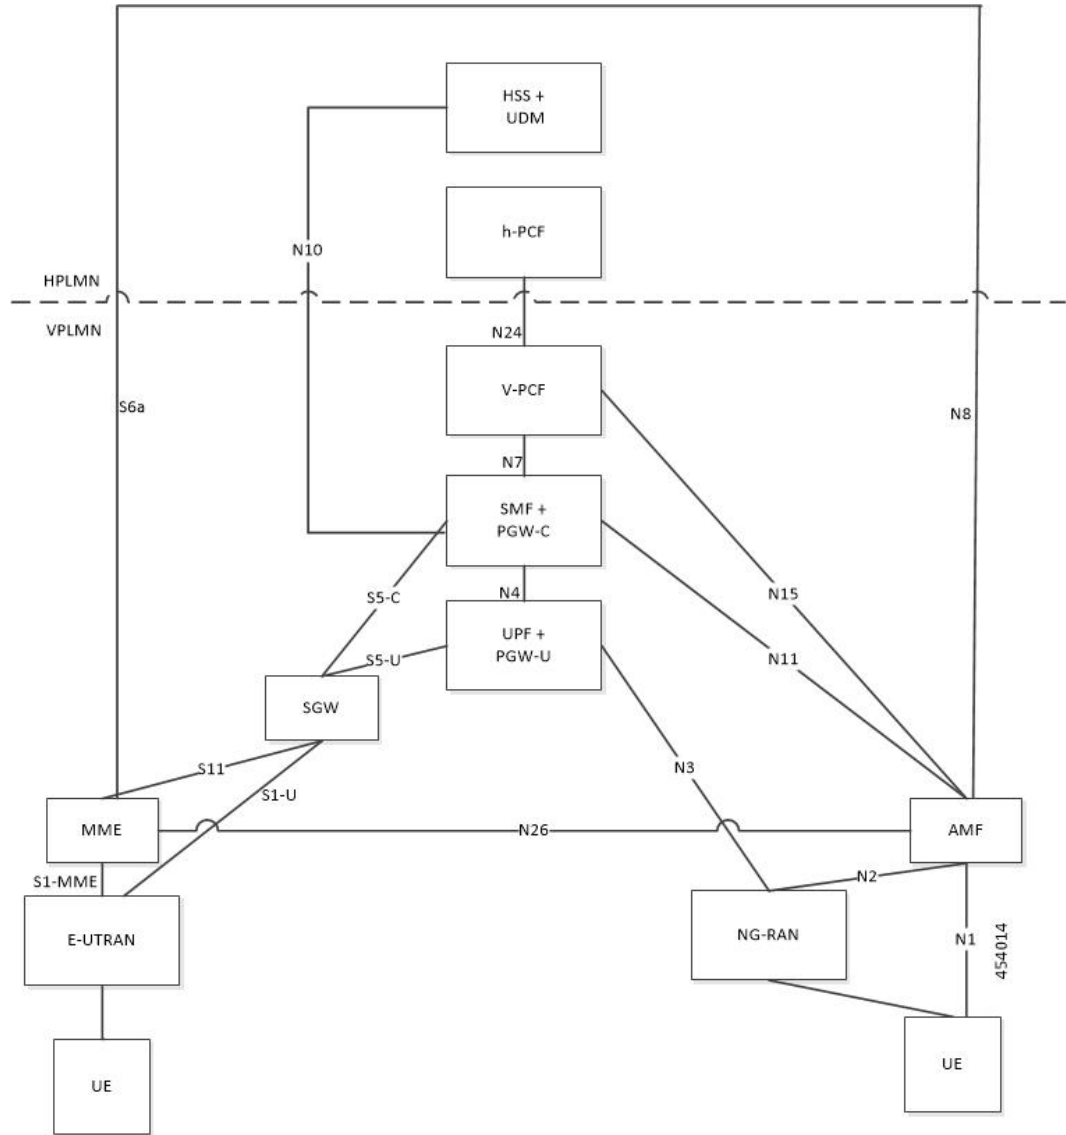 HSS +
UDM
h-PCF
N10
HPLMN
VPLMN
N24
V-PCF
S6a
N8
N7
SMF +
PGW-C
N4
S5-C
N15
UPF +
PGW-U
S5-U
N11
SGW
S11
S1-U
N3
MME
N26
AMF
S1-MME
N2
E-UTRAN
NG-RAN
N1
454014
UE
UE